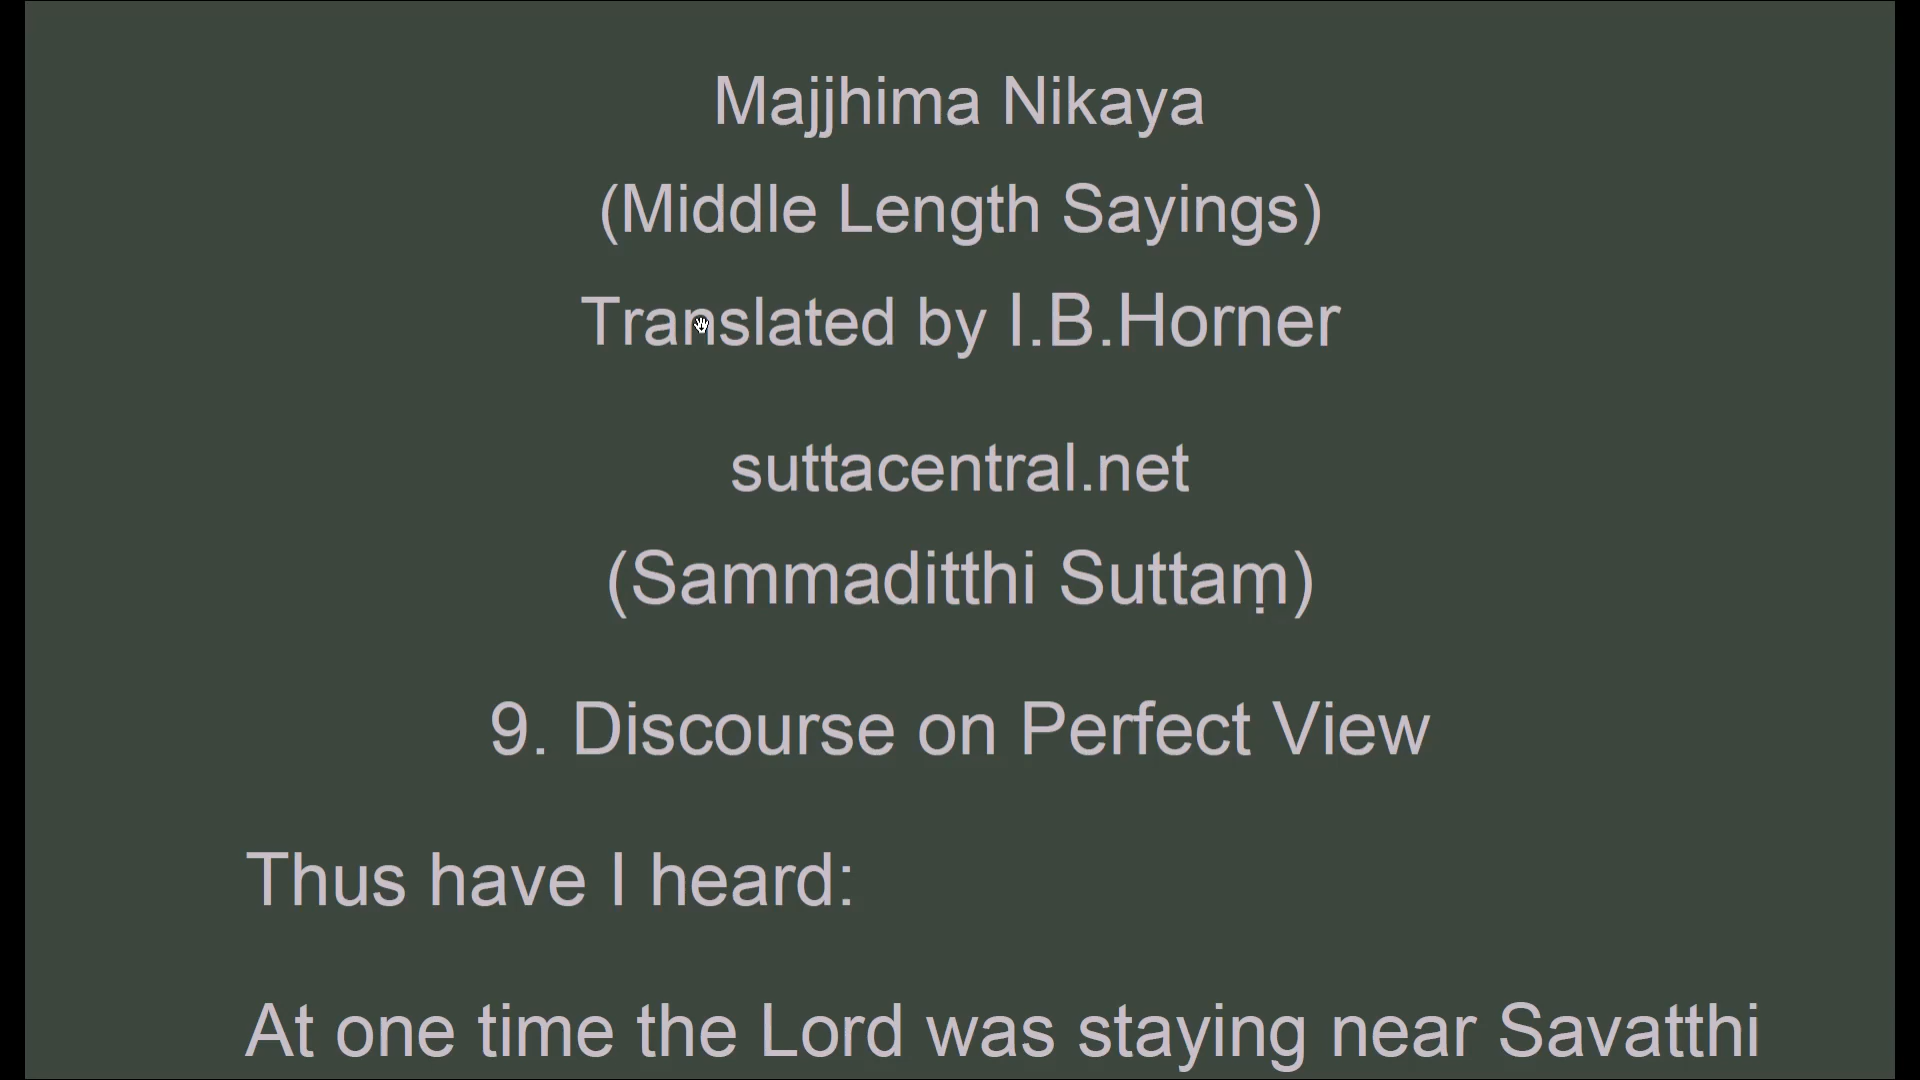 Majjhima Nikaya
(Middle Length Sayings)
Translated by I.B.Horner
suttacentral.net
(Sammaditthi Suttaṃ)
9. Discourse on Perfect View
Thus have I heard:
At one time the Lord was staying near Savatthi